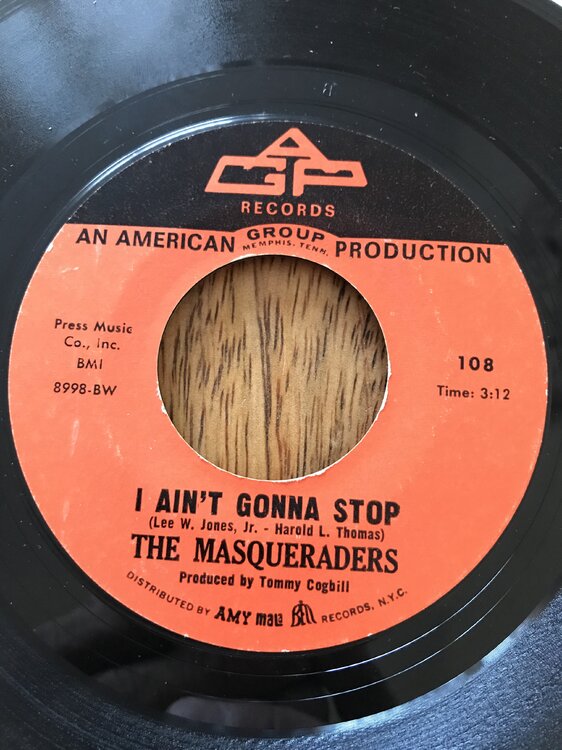 AGP
RECORDS
AN AMERICAN GROUP PRODUCTION
MEMPHIS, TENN.
Press Music
Co., Inc.
BMI
8998-BW
108
Time: 3:12
I AIN'T GONNA STOP
(Lee W. Jones, Jr. - Harold L. Thomas)
THE MASQUERADERS
Produced by Tommy Cogbill
DISTRIBUTED BY AMY mala Bell RECORDS, N.Y.C.